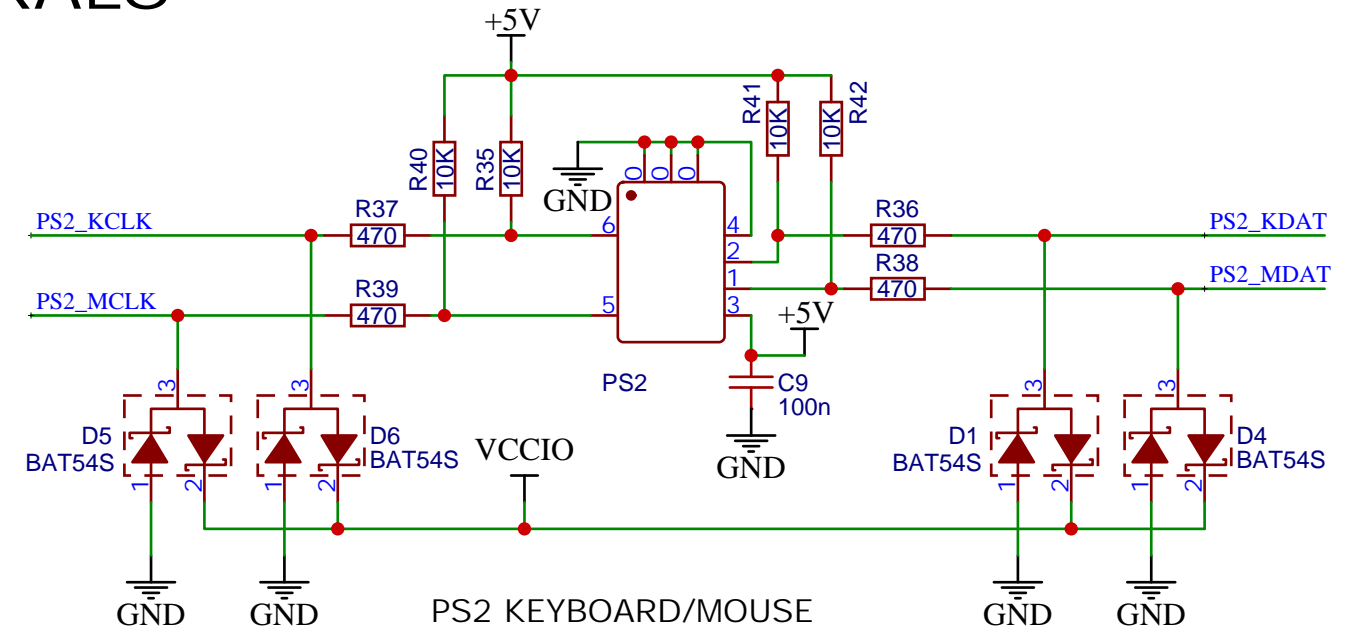 +5V
R41
10K
10K
R42
R40
10K
R35
10K
0
0
0
GND
PS2_KCLK
R37
470
6
4
R36
470
PS2_KDAT
2
R38
PS2_MCLK
R39
470
5
1
470
PS2_MDAT
3
+5V
PS2
C9
100n
GND
3
D5
BAT54S
1
2
3
D6
BAT54S
1
2
VCCIO
3
D1
BAT54S
1
2
3
D4
BAT54S
1
2
GND
GND
PS2 KEYBOARD/MOUSE
GND
GND